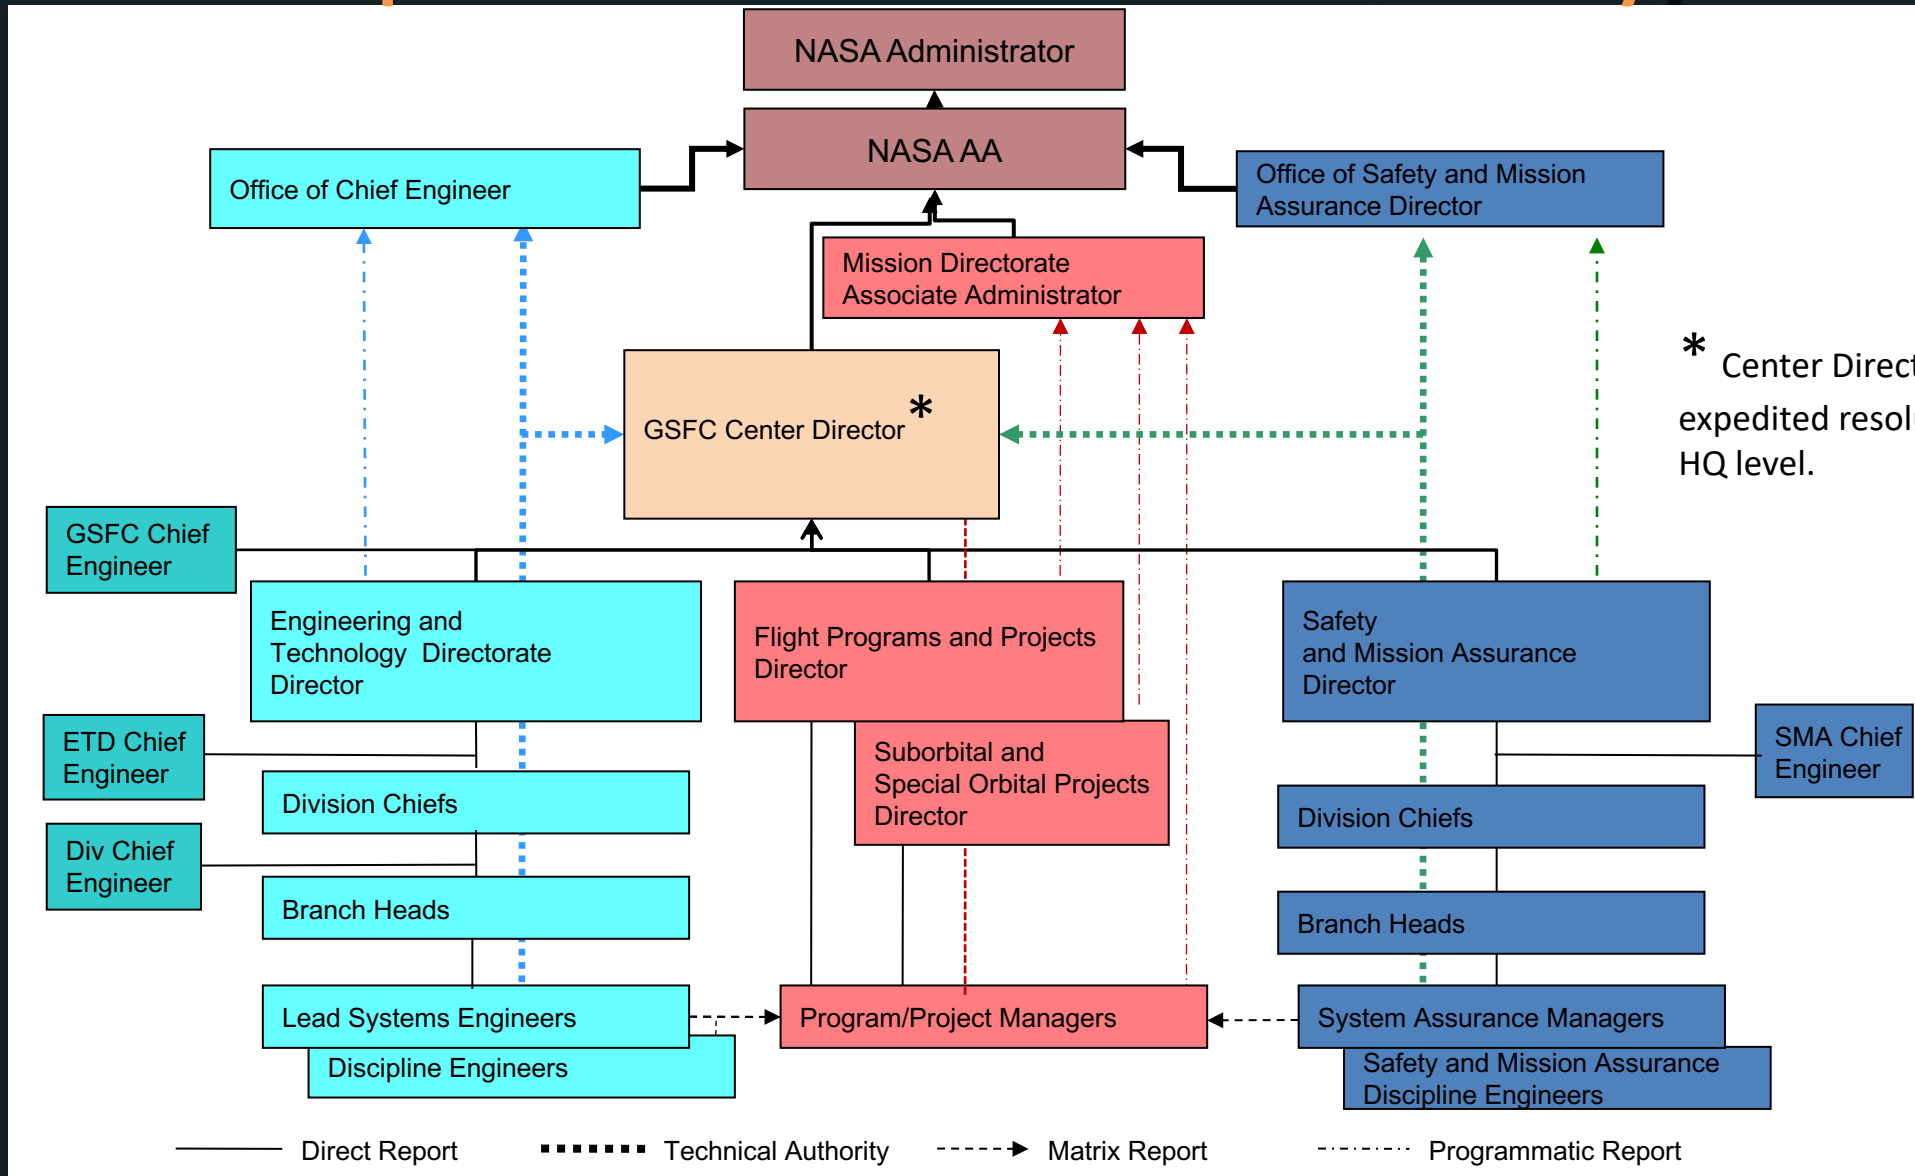 NASA Administrator
NASA AA
Office of Chief Engineer
Office of Safety and Mission
Assurance Director
Mission Directorate
Associate Administrator
* Center
expedited
HQ level.
GSFC Center Director *
GSFC Chief
Engineer
Engineering and
Technology Directorate
Director
Flight Programs and Projects
Director
Safety
and Mission Assurance
Director
ETD Chief
Engineer
Suborbital and
Special Orbital Projects
Director
SMA Chief
Engineer
Division Chiefs
Division Chiefs
Div Chief
Engineer
Branch Heads
Branch Heads
Lead Systems Engineers
Discipline Engineers
Program/Project Managers
System Assurance Managers
Safety and Mission Assurance
Discipline Engineers
Direct Report
Technical Authority
Matrix Report
Programmatic Report